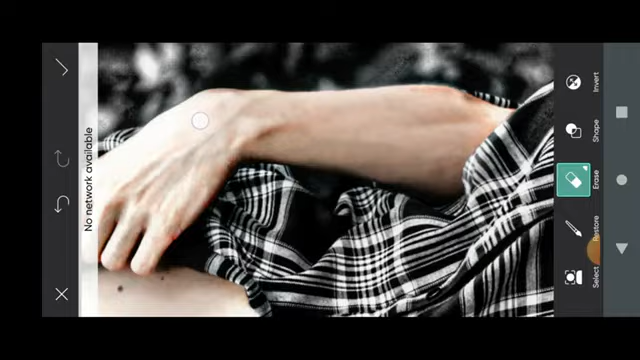 No network available
Invert
Shape
Erase
Restore
Select